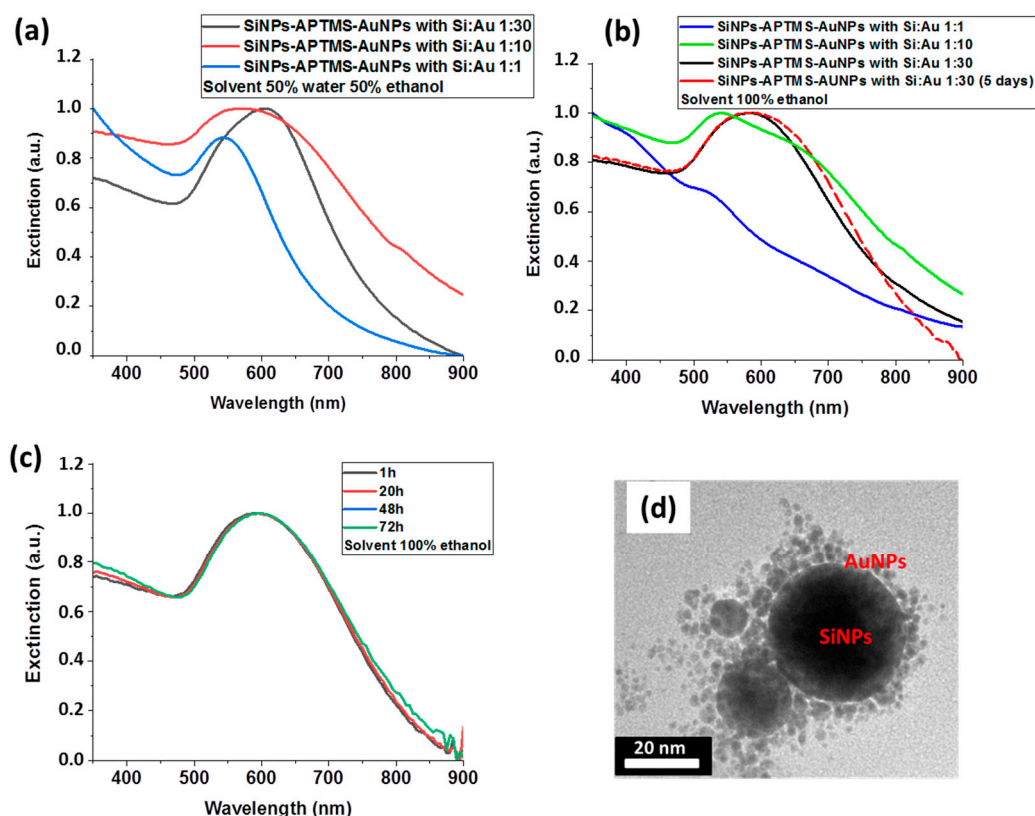 (a)
SiNPs-APTMS-AuNPs with Si:Au 1:30
SiNPs-APTMS-AuNPs with Si:Au 1:10
SiNPs-APTMS-AuNPs with Si:Au 1:1
Solvent 50% water 50% ethanol
Exctinction (a.u.)
1.2
1.0
0.8
0.6
0.4
0.2
0.0
400 500 600 700 800 900
Wavelength (nm)
(b)
SiNPs-APTMS-AuNPs with Si:Au 1:1
SiNPs-APTMS-AuNPs with Si:Au 1:10
SiNPs-APTMS-AuNPs with Si:Au 1:30
SiNPs-APTMS-AUNPs with Si:Au 1:30 (5 days)
Solvent 100% ethanol
Exctinction (a.u.)
1.2
1.0
0.8
0.6
0.4
0.2
0.0
400 500 600 700 800 900
Wavelength (nm)
(c)
1h
20h
48h
72h
Solvent 100% ethanol
Exctinction (a.u.)
1.2
1.0
0.8
0.6
0.4
0.2
0.0
400 500 600 700 800 900
Wavelength (nm)
(d)
AuNPs
SiNPs
20 nm